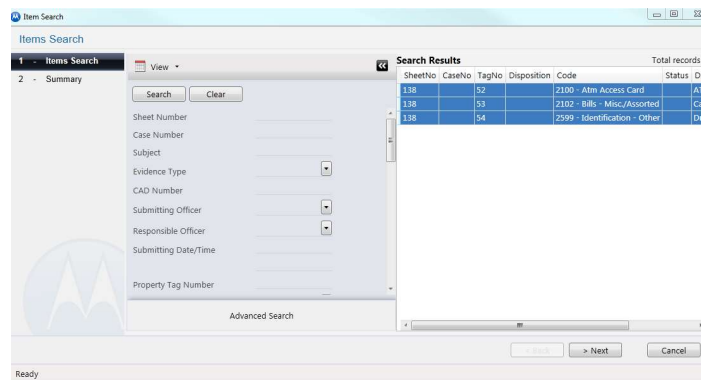 Item Search
Items Search
1 - Items Search
2 - Summary
View
Search Clear
Sheet Number
Case Number
Subject
Evidence Type
CAD Number
Submitting Officer
Responsible Officer
Submitting Date/Time
Property Tag Number
Advanced Search
Search Results Total records
SheetNo CaseNo TagNo Disposition Code Status D
138 52 2100 - Atm Access Card AT
138 53 2102 - Bills - Misc,/Assorted Ca
138 54 2599 - Identification - Other De
> Next Cancel
Ready